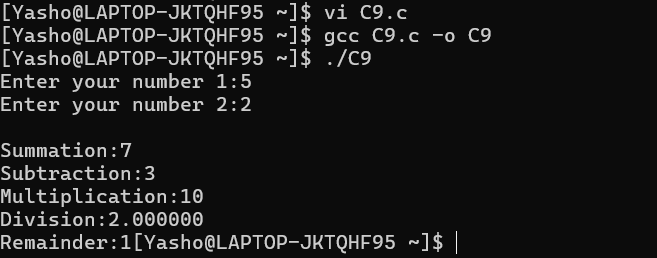 [Yasho@LAPTOP-JKTQHF95 ~]$ vi C9.c
[Yasho@LAPTOP-JKTQHF95 ~]$ gcc C9.c -o C9
[Yasho@LAPTOP-JKTQHF95 ~]$ ./C9
Enter your number 1:5
Enter your number 2:2

Summation:7
Subtraction:3
Multiplication:10
Division:2.000000
Remainder:1[Yasho@LAPTOP-JKTQHF95 ~]$